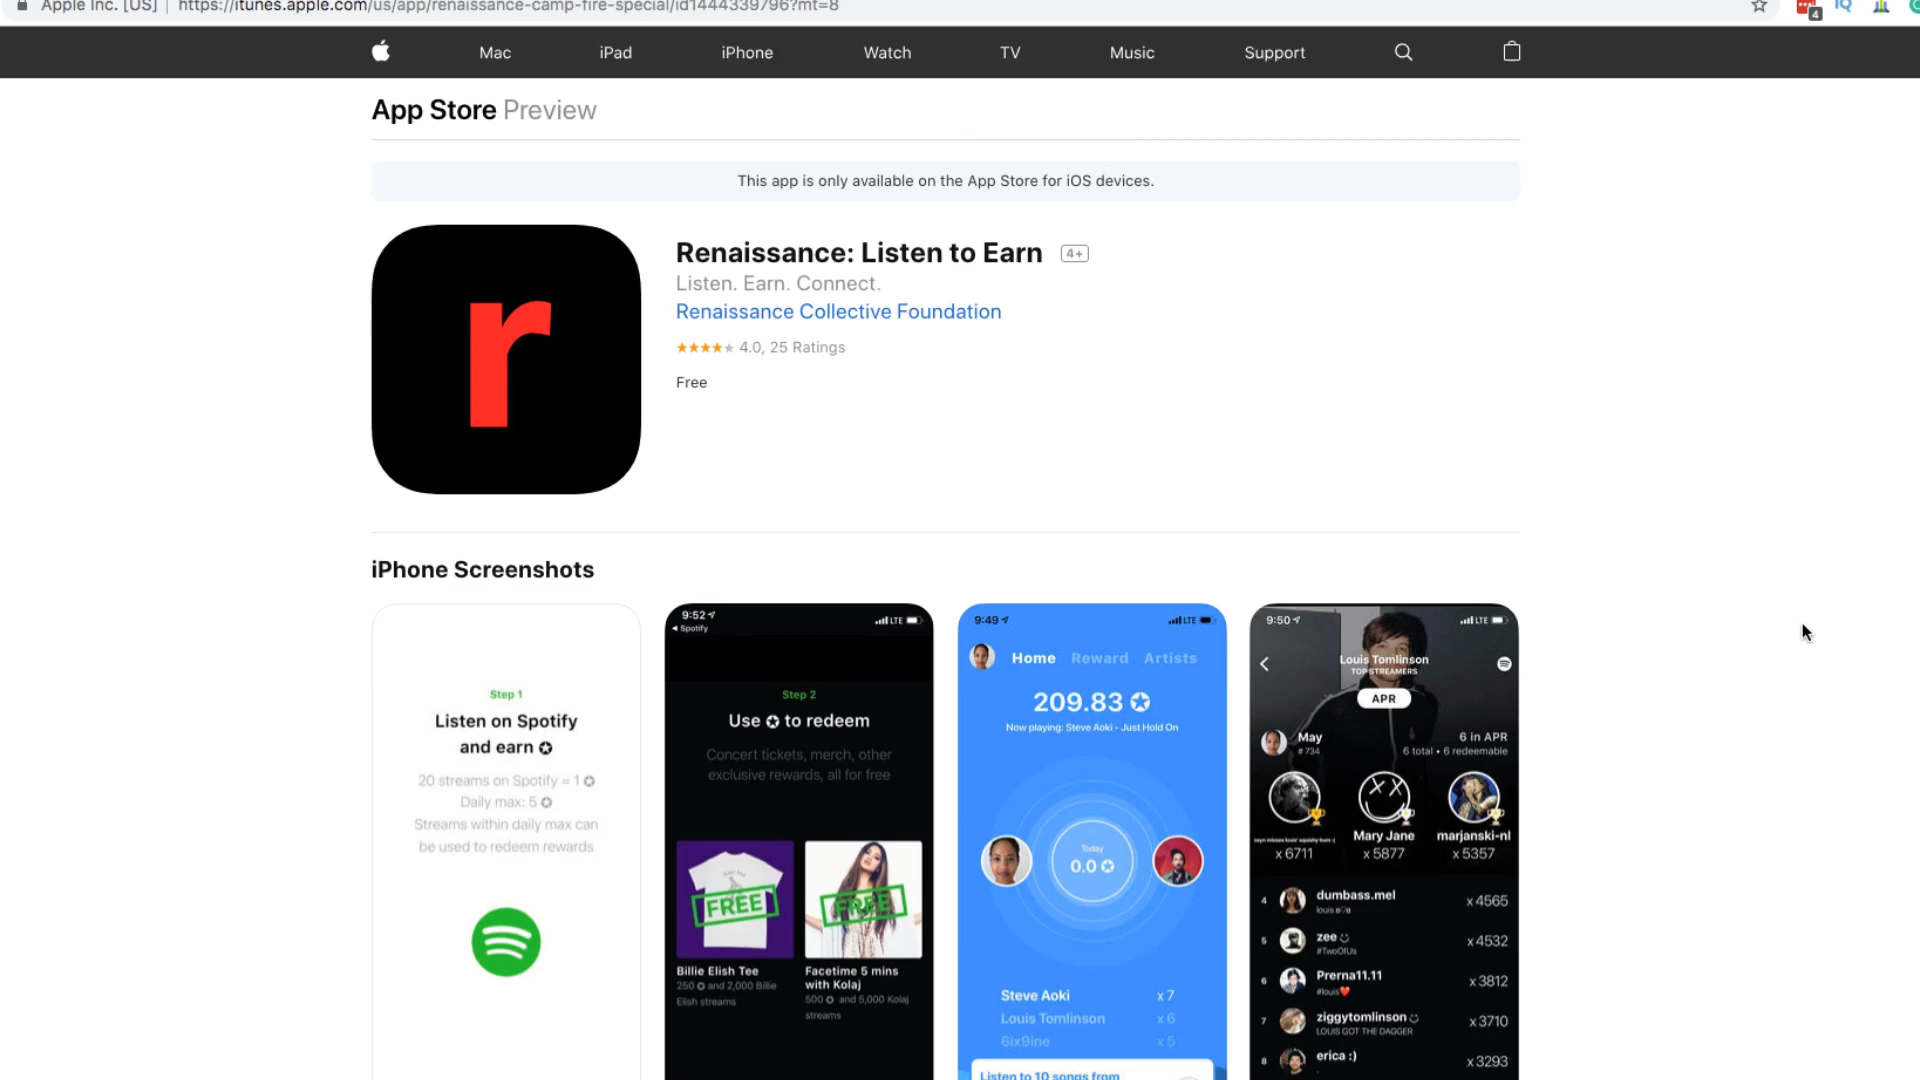 Apple Inc. [US] | https://itunes.apple.com/us/app/renaissance-camp-fire-special/id1444339796?mt=8
4
IQ
Mac iPad iPhone Watch TV Music Support
App Store Preview
This app is only available on the App Store for iOS devices.
r
Renaissance: Listen to Earn 4+
Listen. Earn. Connect.
Renaissance Collective Foundation
★★★★★ 4.0, 25 Ratings
Free
iPhone Screenshots
Step 1
Listen on Spotify
and earn ✪
20 streams on Spotify = 1 ✪
Daily max: 5 ✪
Streams within daily max can
be used to redeem rewards
9:52 LTE
◀ Spotify
Step 2
Use ✪ to redeem
Concert tickets, merch, other
exclusive rewards, all for free
FREE
FREE
Billie Elish Tee
250 ✪ and 2,000 Billie
Elish streams
Facetime 5 mins
with Kolaj
500 ✪ and 5,000 Kolaj
streams
9:49 LTE
Home Reward Artists
209.83 ✪
Now playing: Steve Aoki - Just Hold On
Today
0.0 ✪
Steve Aoki x 7
Louis Tomlinson x 6
6ix9ine x 5
Listen to 10 songs from
9:50 LTE
Louis Tomlinson
TOP STREAMERS
APR
May 6 in APR
# 734 6 total • 6 redeemable
Mary Jane marjanski-nl
x 6711 x 5877 x 5357
4 dumbass.mel x 4565
louis
5 zee x 4532
#TwoOfUs
6 Prerna11.11 x 3812
#louis❤️
7 ziggytomlinson x 3710
LOUIS GOT THE DAGGER
8 erica :) x 3293